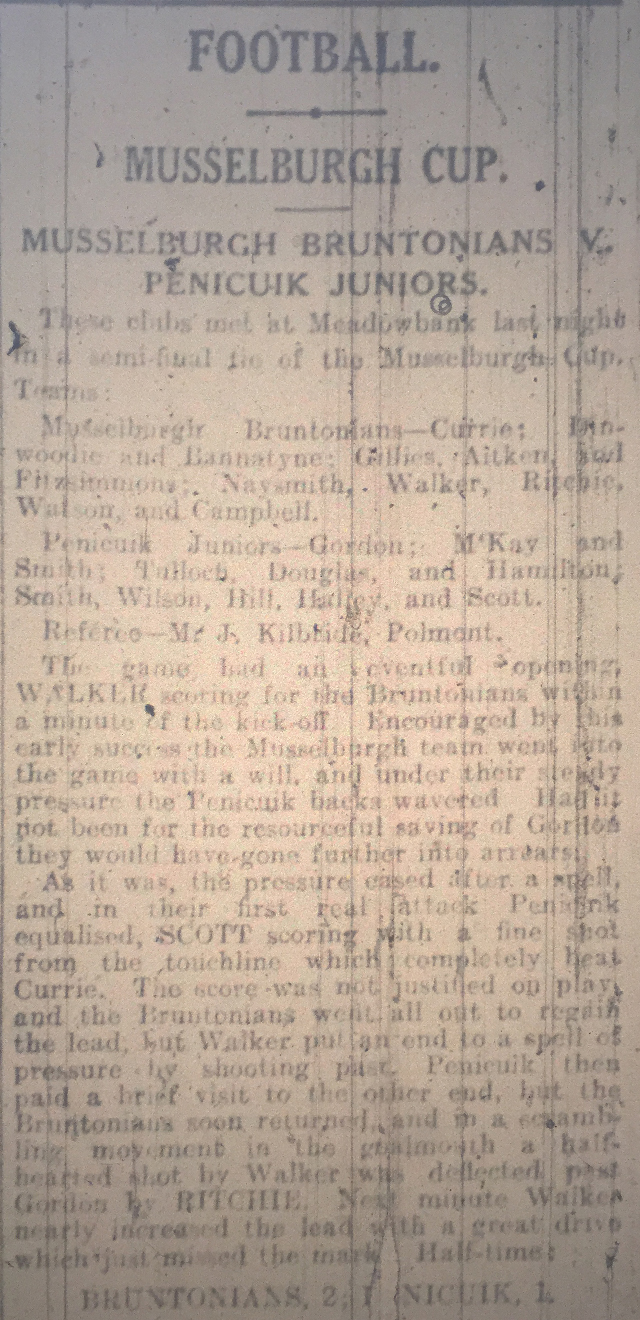 FOOTBALL.
MUSSELBURGH CUP.
MUSSELBURGH BRUNTONIANS V.
PENICUIK JUNIORS.
These clubs met at Meadowbank last night
in a semi-final tie of the Musselburgh Cup.
Teams:
Musselburgh Bruntonians—Currie; Din-
woodie and Bannatyne; Gillies, Aitken, and
Fitzsimmons; Naysmith, Walker, Ritchie,
Watson, and Campbell.
Penicuik Juniors—Gordon; M'Kay and
Smith; Tulloch, Douglas, and Hamilton;
Smith, Wilson, Hill, Halley, and Scott.
Referee—Mr J. Kilbride, Polmont.
The game had an eventful opening,
WALKER scoring for the Bruntonians within
a minute of the kick-off. Encouraged by this
early success the Musselburgh team went into
the game with a will, and under their steady
pressure the Penicuik backs wavered. Had it
not been for the resourceful saving of Gordon
they would have gone further into arrears.
As it was, the pressure eased after a spell,
and in their first real attack Penicuik
equalised, SCOTT scoring with a fine shot
from the touchline which completely beat
Currie. The score was not justified on play,
and the Bruntonians went all out to regain
the lead, but Walker put an end to a spell of
pressure by shooting past. Penicuik then
paid a brief visit to the other end, but the
Bruntonians soon returned, and in a scramb-
ling movement in the goalmouth a half-
hearted shot by Walker was deflected past
Gordon by RITCHIE. Next minute Walker
nearly increased the lead with a great drive
which just missed the mark. Half-time:
BRUNTONIANS, 2; NICUIK, 1.